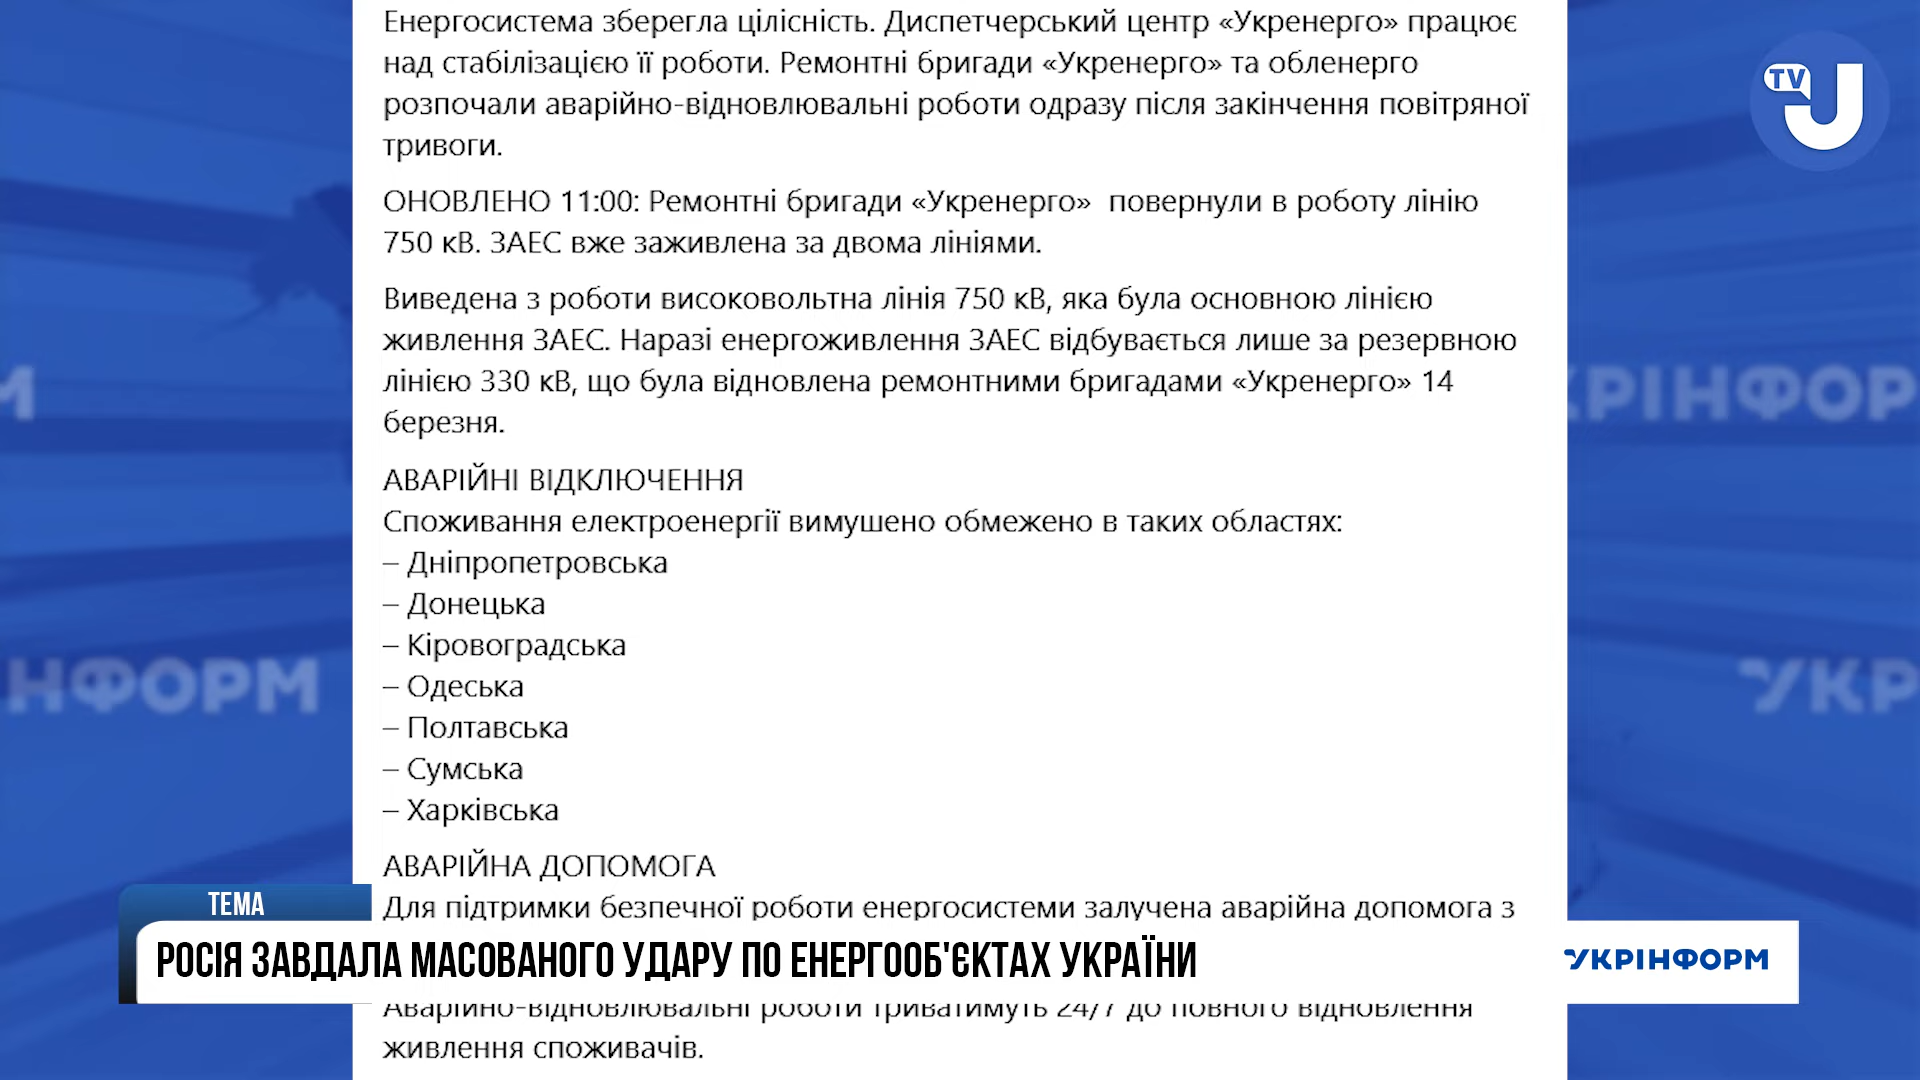 Енергосистема зберегла цілісність. Диспетчерський центр «Укренерго» працює
над стабілізацією її роботи. Ремонтні бригади «Укренерго» та обленерго
розпочали аварійно-відновлювальні роботи одразу після закінчення повітряної
тривоги.
ОНОВЛЕНО 11:00: Ремонтні бригади «Укренерго» повернули в роботу лінію
750 кВ. ЗАЕС вже заживлена за двома лініями.
Виведена з роботи високовольтна лінія 750 кВ, яка була основною лінією
живлення ЗАЕС. Наразі енергоживлення ЗАЕС відбувається лише за резервною
лінією 330 кВ, що була відновлена ремонтними бригадами «Укренерго» 14
березня.
АВАРІЙНІ ВІДКЛЮЧЕННЯ
Споживання електроенергії вимушено обмежено в таких областях:
– Дніпропетровська
– Донецька
– Кіровоградська
– Одеська
– Полтавська
– Сумська
– Харківська
АВАРІЙНА ДОПОМОГА
Для підтримки безпечної роботи енергосистеми залучена аварійна допомога з
Аварійно-відновлювальні роботи триватимуть 24/7 до повного відновлення
живлення споживачів.
ТЕМА
РОСІЯ ЗАВДАЛА МАСОВАНОГО УДАРУ ПО ЕНЕРГООБ'ЄКТАХ УКРАЇНИ
УКРІНФОРМ
TV
М
КРІНФОР
ІНФОРМ
УКР